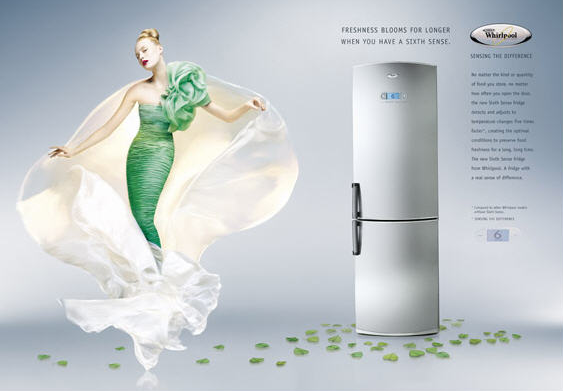 FRESHNESS BLOOMS FOR LONGER
WHEN YOU HAVE A SIXTH SENSE.
Whirlpool
SENSING THE DIFFERENCE
No matter the kind or quantity
of food you store, no matter
how often you open the door,
the new Sixth Sense fridge
detects and adjusts to
temperature changes five times
faster*, creating the optimal
conditions to preserve food
freshness for a long, long time.
The new Sixth Sense fridge
from Whirlpool. A fridge with
a real sense of difference.
* Compared to other Whirlpool models
without Sixth Sense.
SENSING THE DIFFERENCE
6